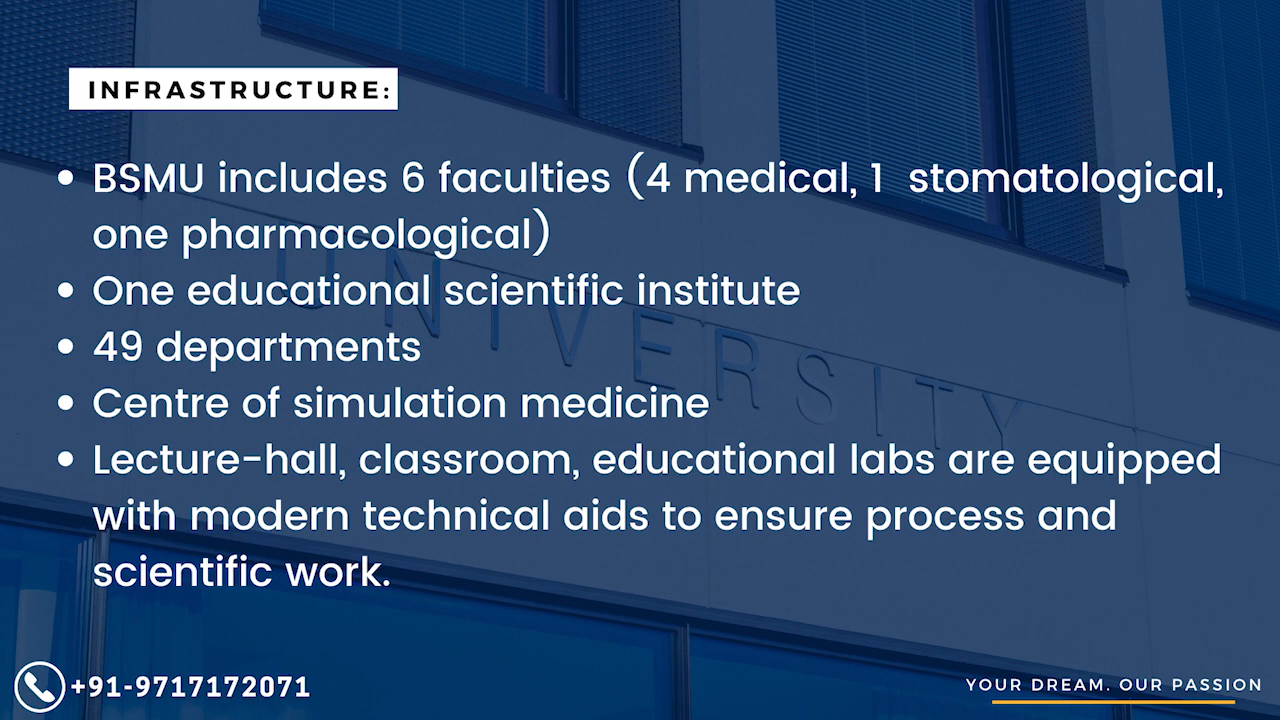 INFRASTRUCTURE:
• BSMU includes 6 faculties (4 medical, 1 stomatological,
one pharmacological)
• One educational scientific institute
UNIVERSITY
• 49 departments
• Centre of simulation medicine
• Lecture-hall, classroom, educational labs are equipped
with modern technical aids to ensure process and
scientific work.
+91-9717172071
YOUR DREAM. OUR PASSION